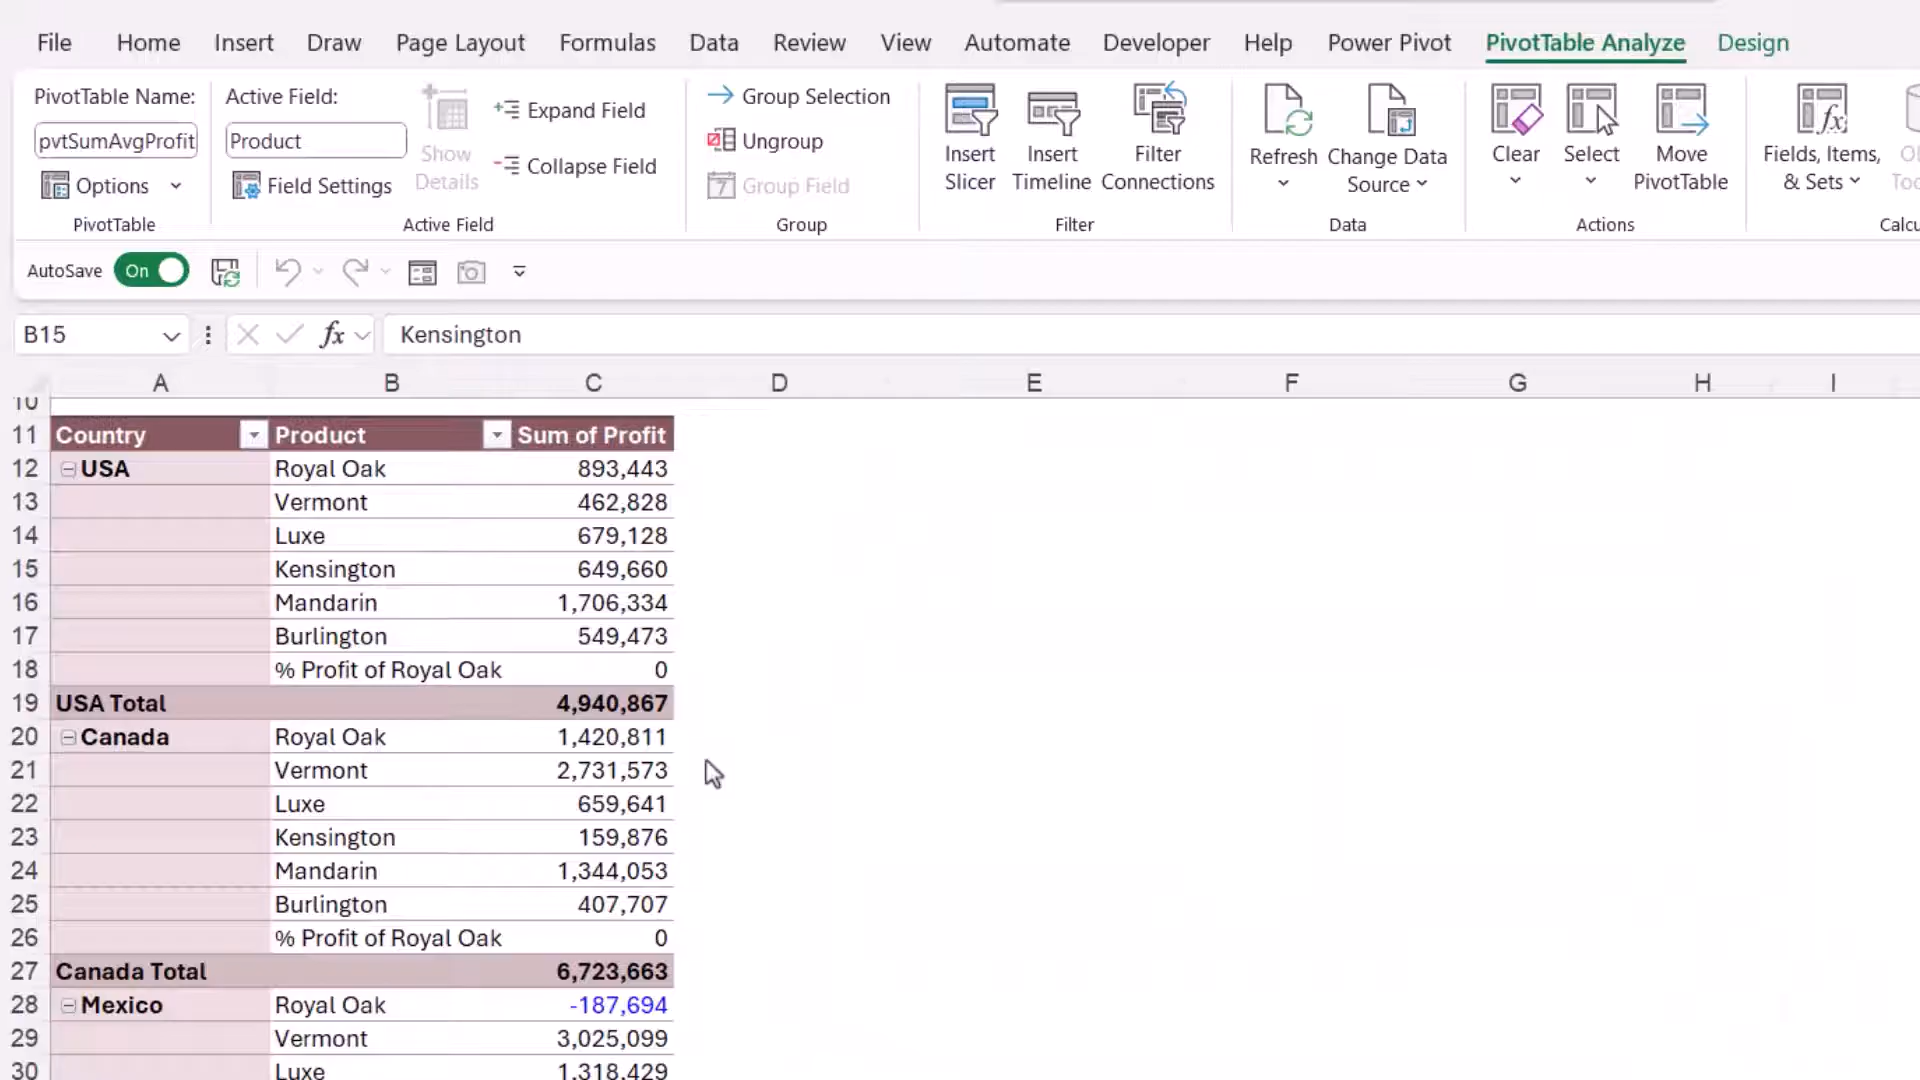 File Home Insert Draw Page Layout Formulas Data Review View Automate Developer Help Power Pivot PivotTable Analyze Design
PivotTable Name: Active Field:
pvtSumAvgProfit Product
Options Field Settings
Show Details
Expand Field
Collapse Field
Group Selection
Ungroup
7 Group Field
Insert Slicer
Insert Timeline
Filter Connections
Refresh
Change Data Source
Clear
Select
Move PivotTable
Fields, Items, & Sets
PivotTable Active Field Group Filter Data Actions
AutoSave On
B15 fx Kensington
A B C D E F G H I
10
11 Country Product Sum of Profit
12 USA Royal Oak 893,443
13 Vermont 462,828
14 Luxe 679,128
15 Kensington 649,660
16 Mandarin 1,706,334
17 Burlington 549,473
18 % Profit of Royal Oak 0
19 USA Total 4,940,867
20 Canada Royal Oak 1,420,811
21 Vermont 2,731,573
22 Luxe 659,641
23 Kensington 159,876
24 Mandarin 1,344,053
25 Burlington 407,707
26 % Profit of Royal Oak 0
27 Canada Total 6,723,663
28 Mexico Royal Oak -187,694
29 Vermont 3,025,099
30 Luxe 1,318,429